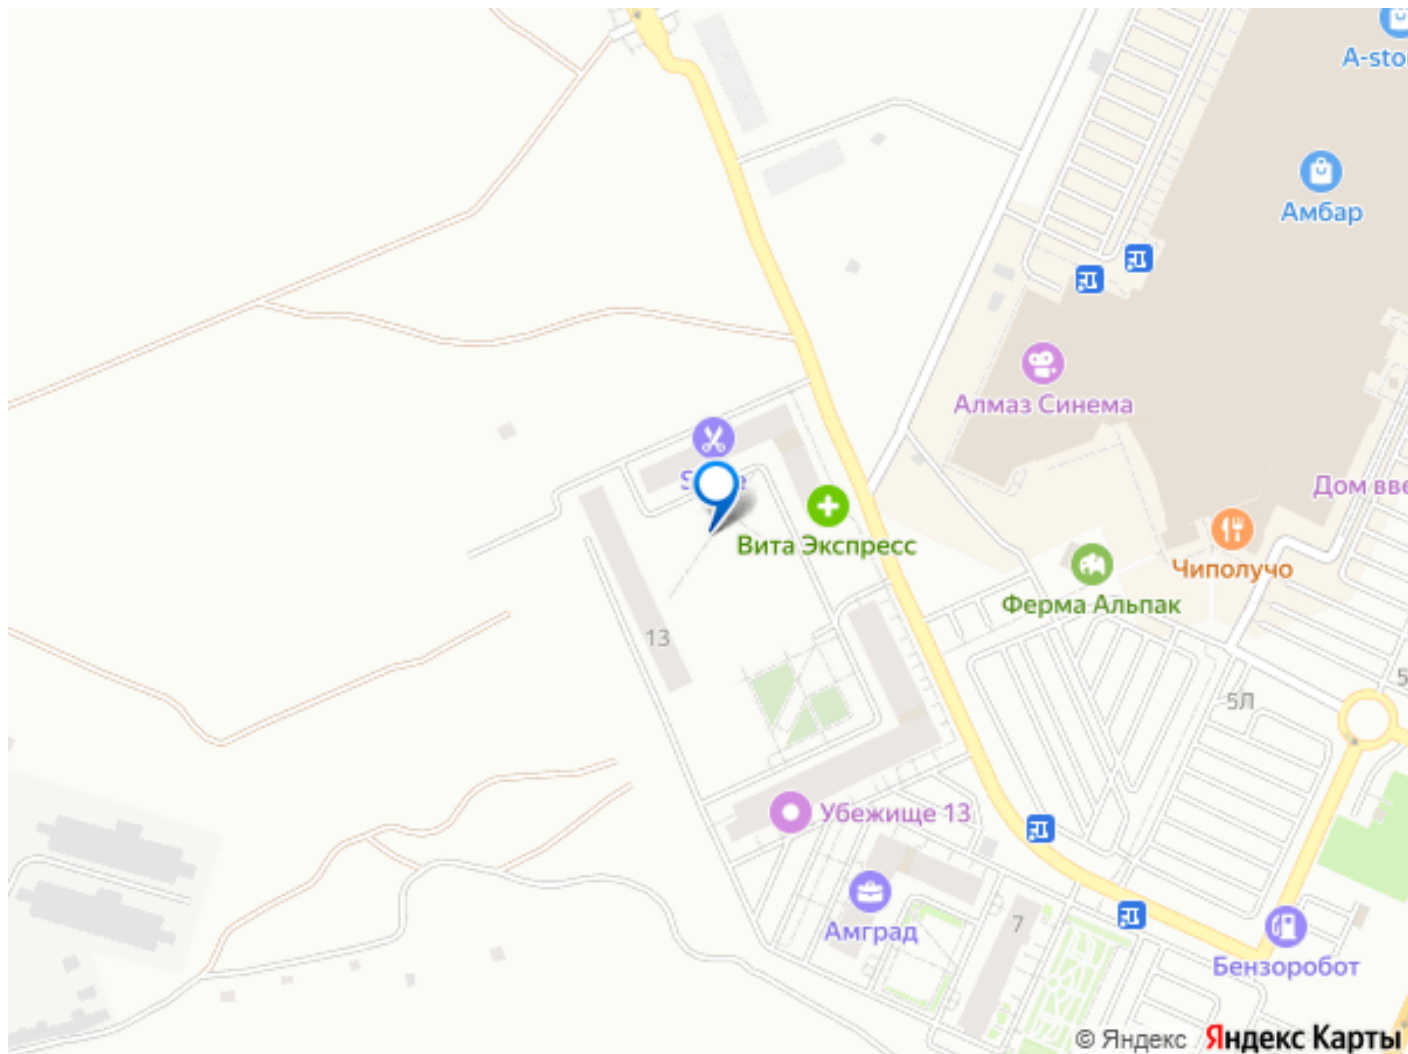 A-sto
Амбар
Алмаз Синема
Дом вве
Вита Экспресс
Чиполучо
Ферма Альпак
13
5
5Л
Убежище 13
Амград
7
Бензоробот
© Яндекс Яндекс Карты